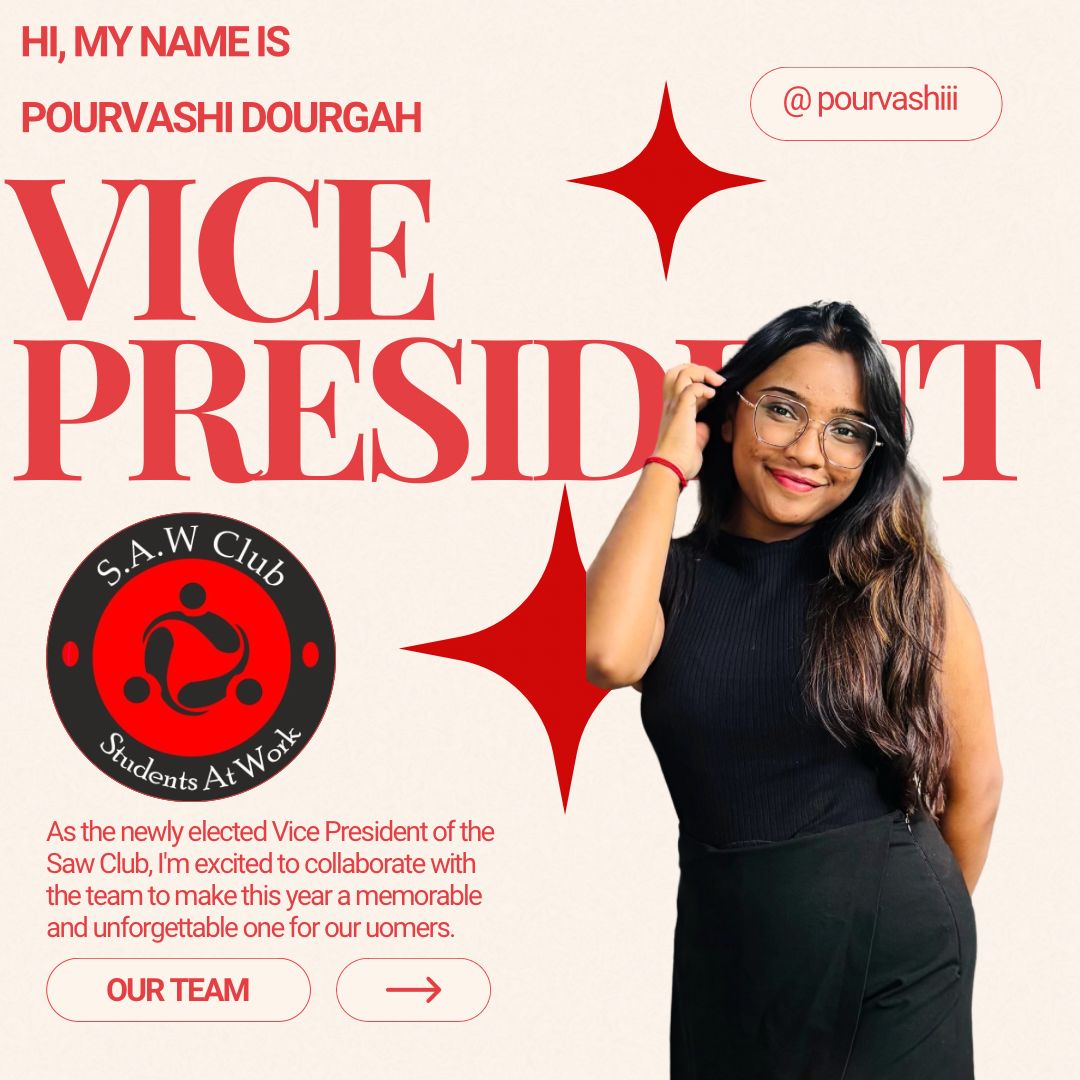 HI, MY NAME IS
POURVASHI DOURGAH
@ pourvashiii
VICE
PRESIDENT
S.A.W Club
Students At Work
As the newly elected Vice President of the
Saw Club, I'm excited to collaborate with
the team to make this year a memorable
and unforgettable one for our uomers.
OUR TEAM